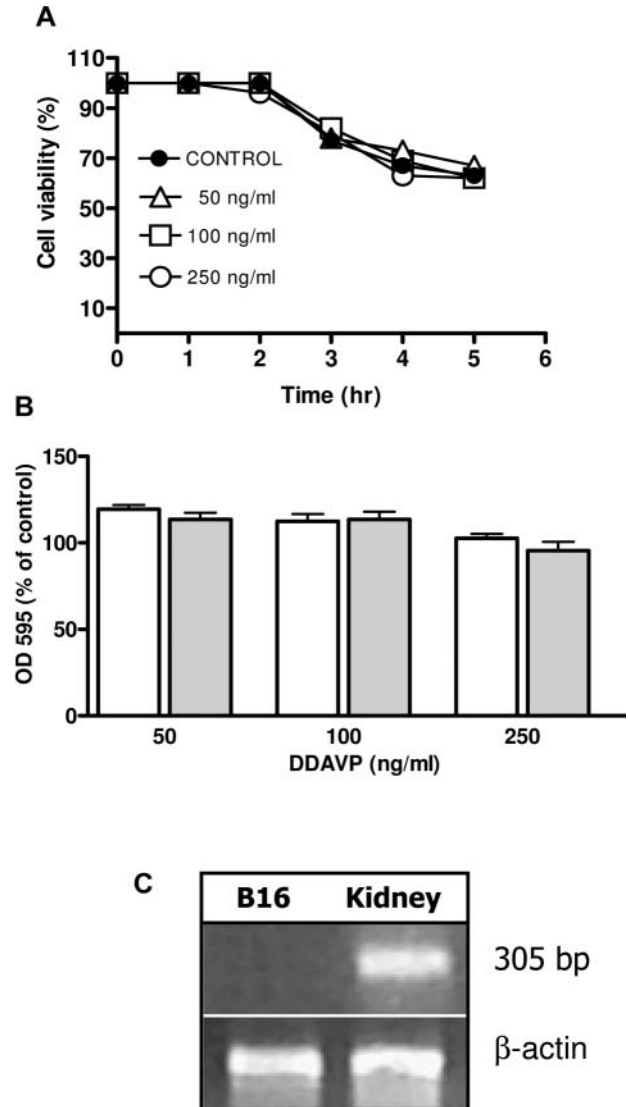 A
Cell viability (%)
110
90
70
50
30
10
CONTROL
50 ng/ml
100 ng/ml
250 ng/ml
0 1 2 3 4 5 6
Time (hr)
B
OD 595 (% of control)
150
100
50
0
50 100 250
DDAVP (ng/ml)
C
B16 Kidney
305 bp
β-actin